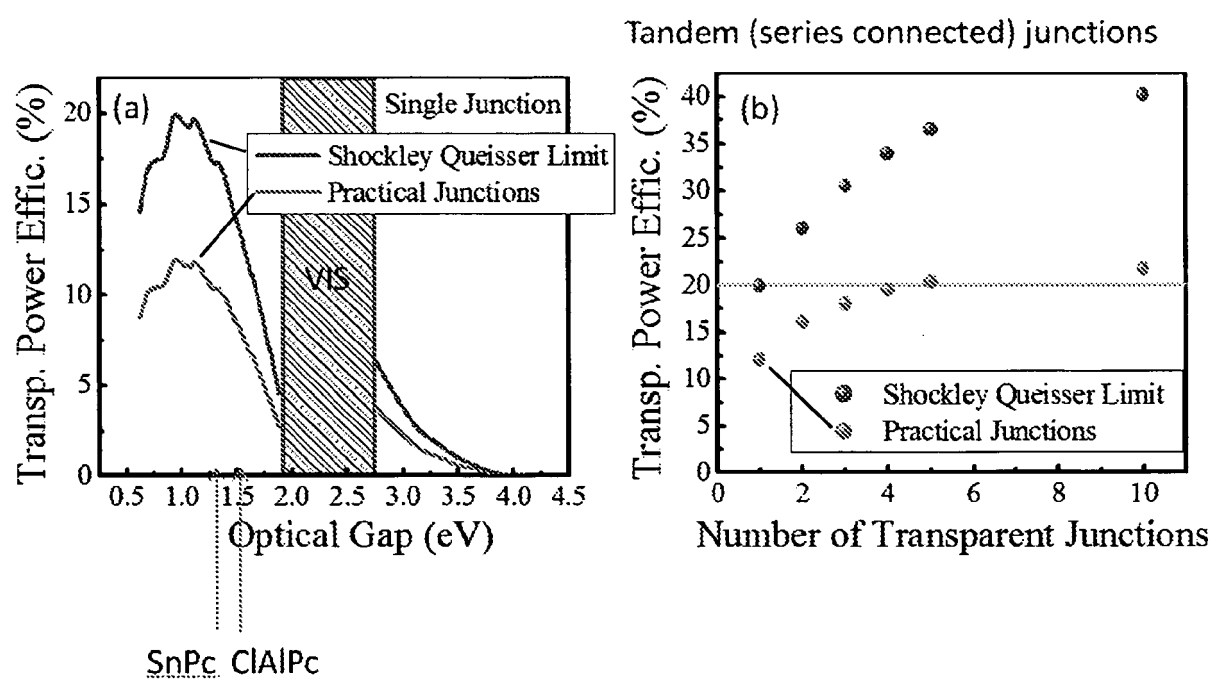 Tandem (series connected) junctions
(a)
Single Junction
Shockley Queisser Limit
Practical Junctions
VIS
Transp. Power Effic. (%)
20
15
10
5
0
0.5 1.0 1.5 2.0 2.5 3.0 3.5 4.0 4.5
Optical Gap (eV)
SnPc ClAlPc
(b)
Transp. Power Effic. (%)
40
35
30
25
20
15
10
5
0
Shockley Queisser Limit
Practical Junctions
0 2 4 6 8 10
Number of Transparent Junctions